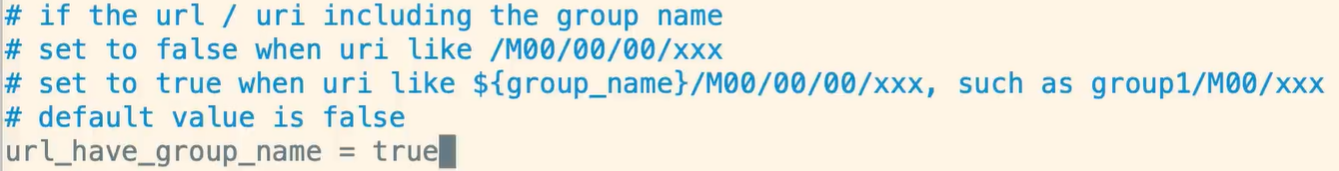 # if the url / uri including the group name
# set to false when uri like /M00/00/00/xxx
# set to true when uri like ${group_name}/M00/00/00/xxx, such as group1/M00/xxx
# default value is false
url_have_group_name = true